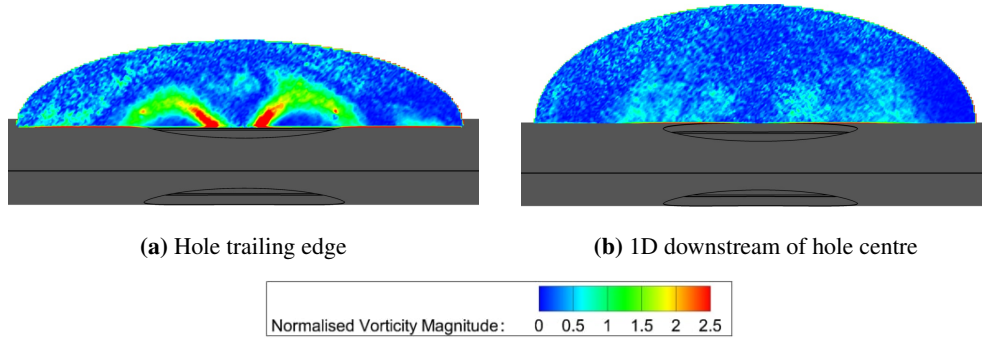 (a) Hole trailing edge
(b) 1D downstream of hole centre
Normalised Vorticity Magnitude: 0 0.5 1 1.5 2 2.5